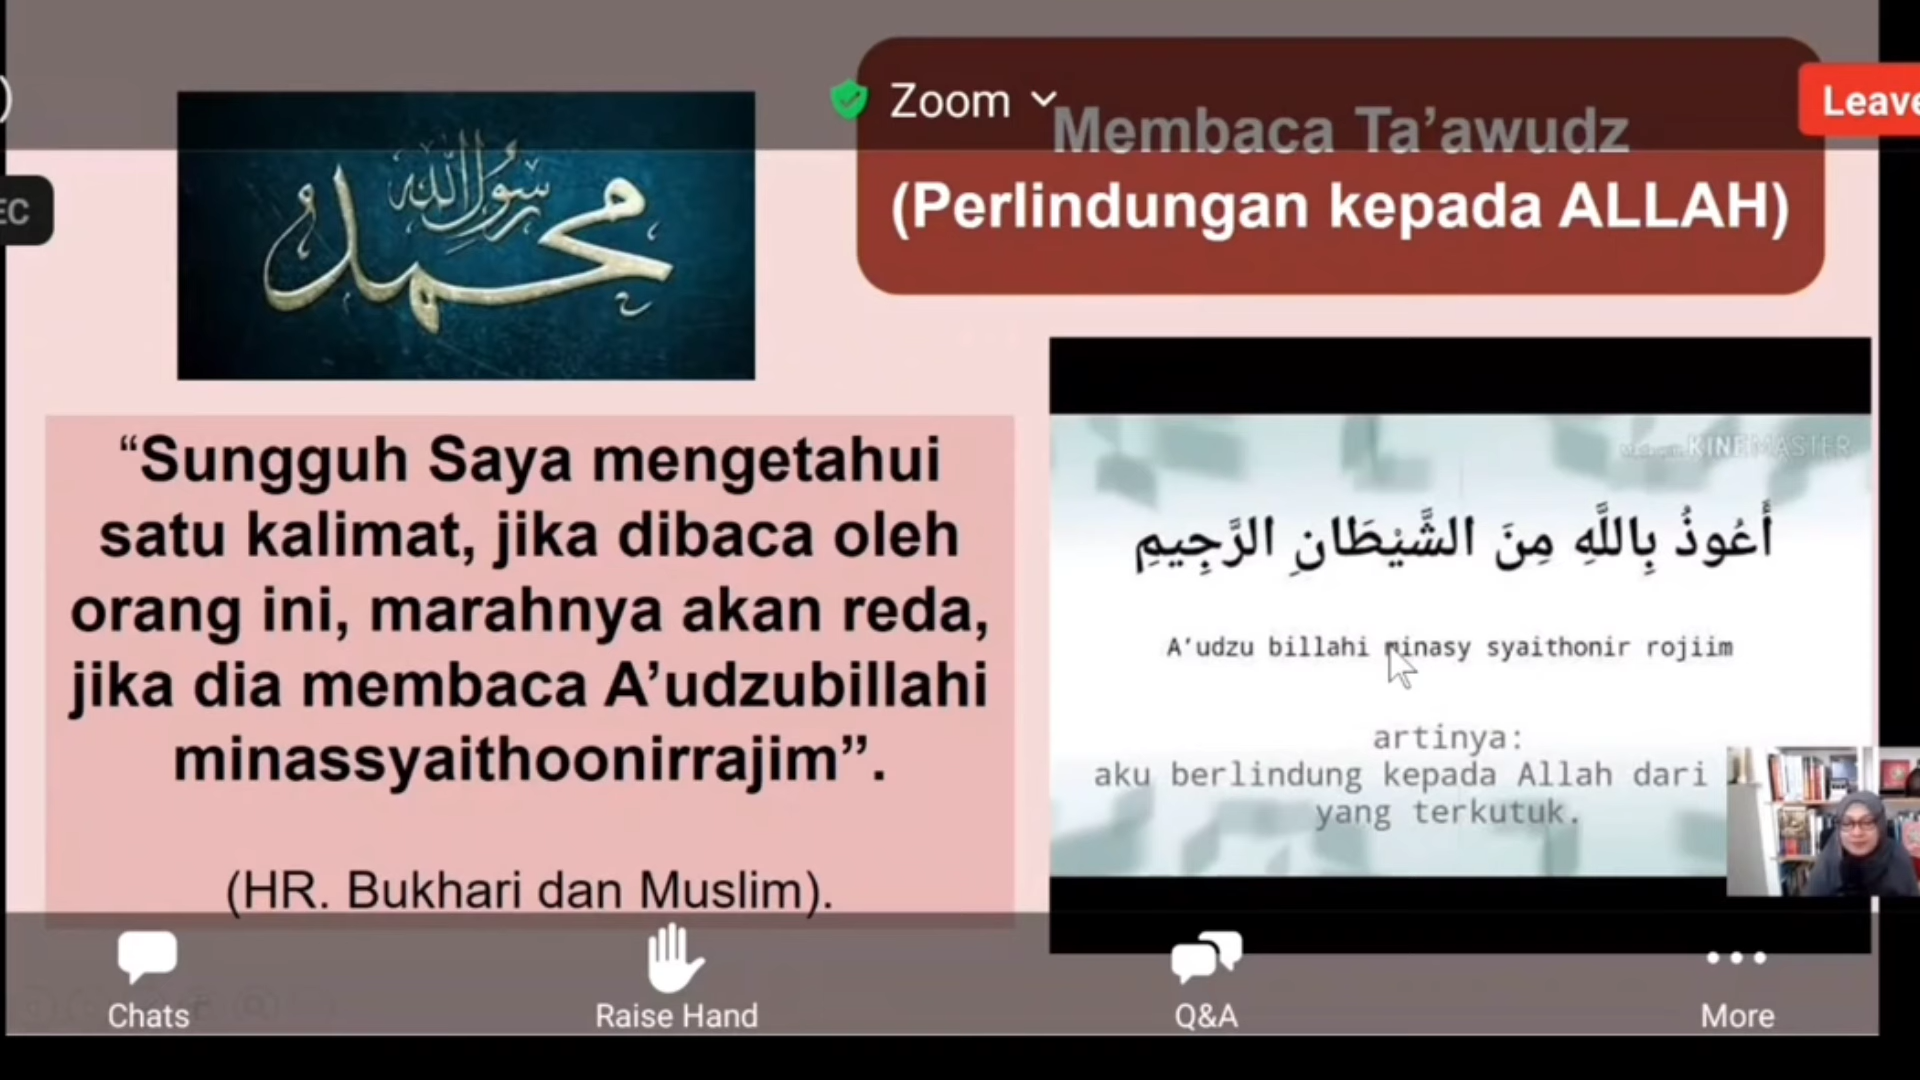 Zoom
Leave
EC
محمد
رسول الله
Membaca Ta’awudz
(Perlindungan kepada ALLAH)
“Sungguh Saya mengetahui
satu kalimat, jika dibaca oleh
orang ini, marahnya akan reda,
jika dia membaca A’udzubillahi
minassyaithoonirrajim”.
(HR. Bukhari dan Muslim).
KINEMASTER
أَعُوذُ بِاللَّهِ مِنَ الشَّيْطَانِ الرَّجِيمِ
A’udzu billahi minasy syaithonir rojiim
artinya:
aku berlindung kepada Allah dari
yang terkutuk.
Chats
Raise Hand
Q&A
More